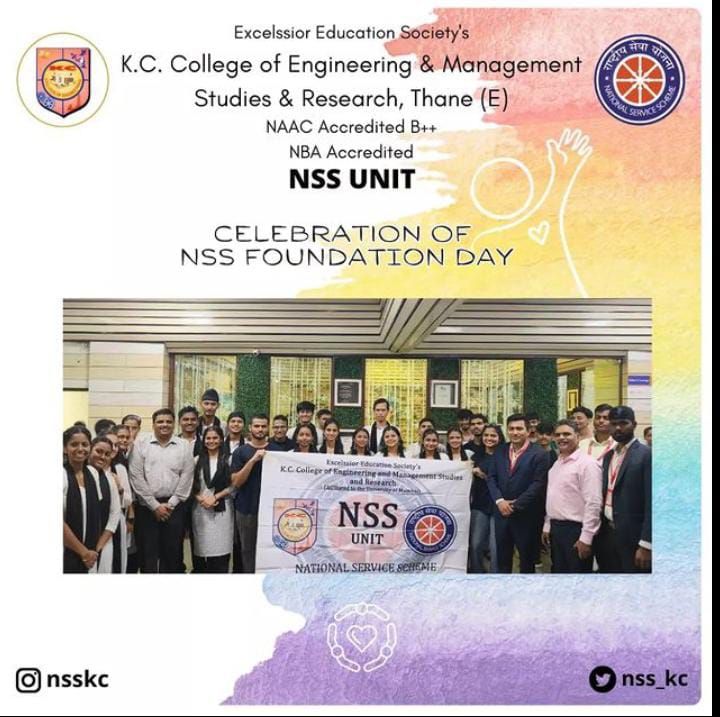 Excelssior Education Society's
K.C. College of Engineering & Management
Studies & Research, Thane (E)
NAAC Accredited B++
NBA Accredited
NSS UNIT
राष्ट्रीय सेवा योजना
NATIONAL SERVICE SCHEME
CELEBRATION OF
NSS FOUNDATION DAY
Excelssior Education Society's
K.C. College of Engineering and Management Studies
and Research
(Affiliated to the University of Mumbai)
NSS
UNIT
NATIONAL SERVICE SCHEME
nsskc
nss_kc